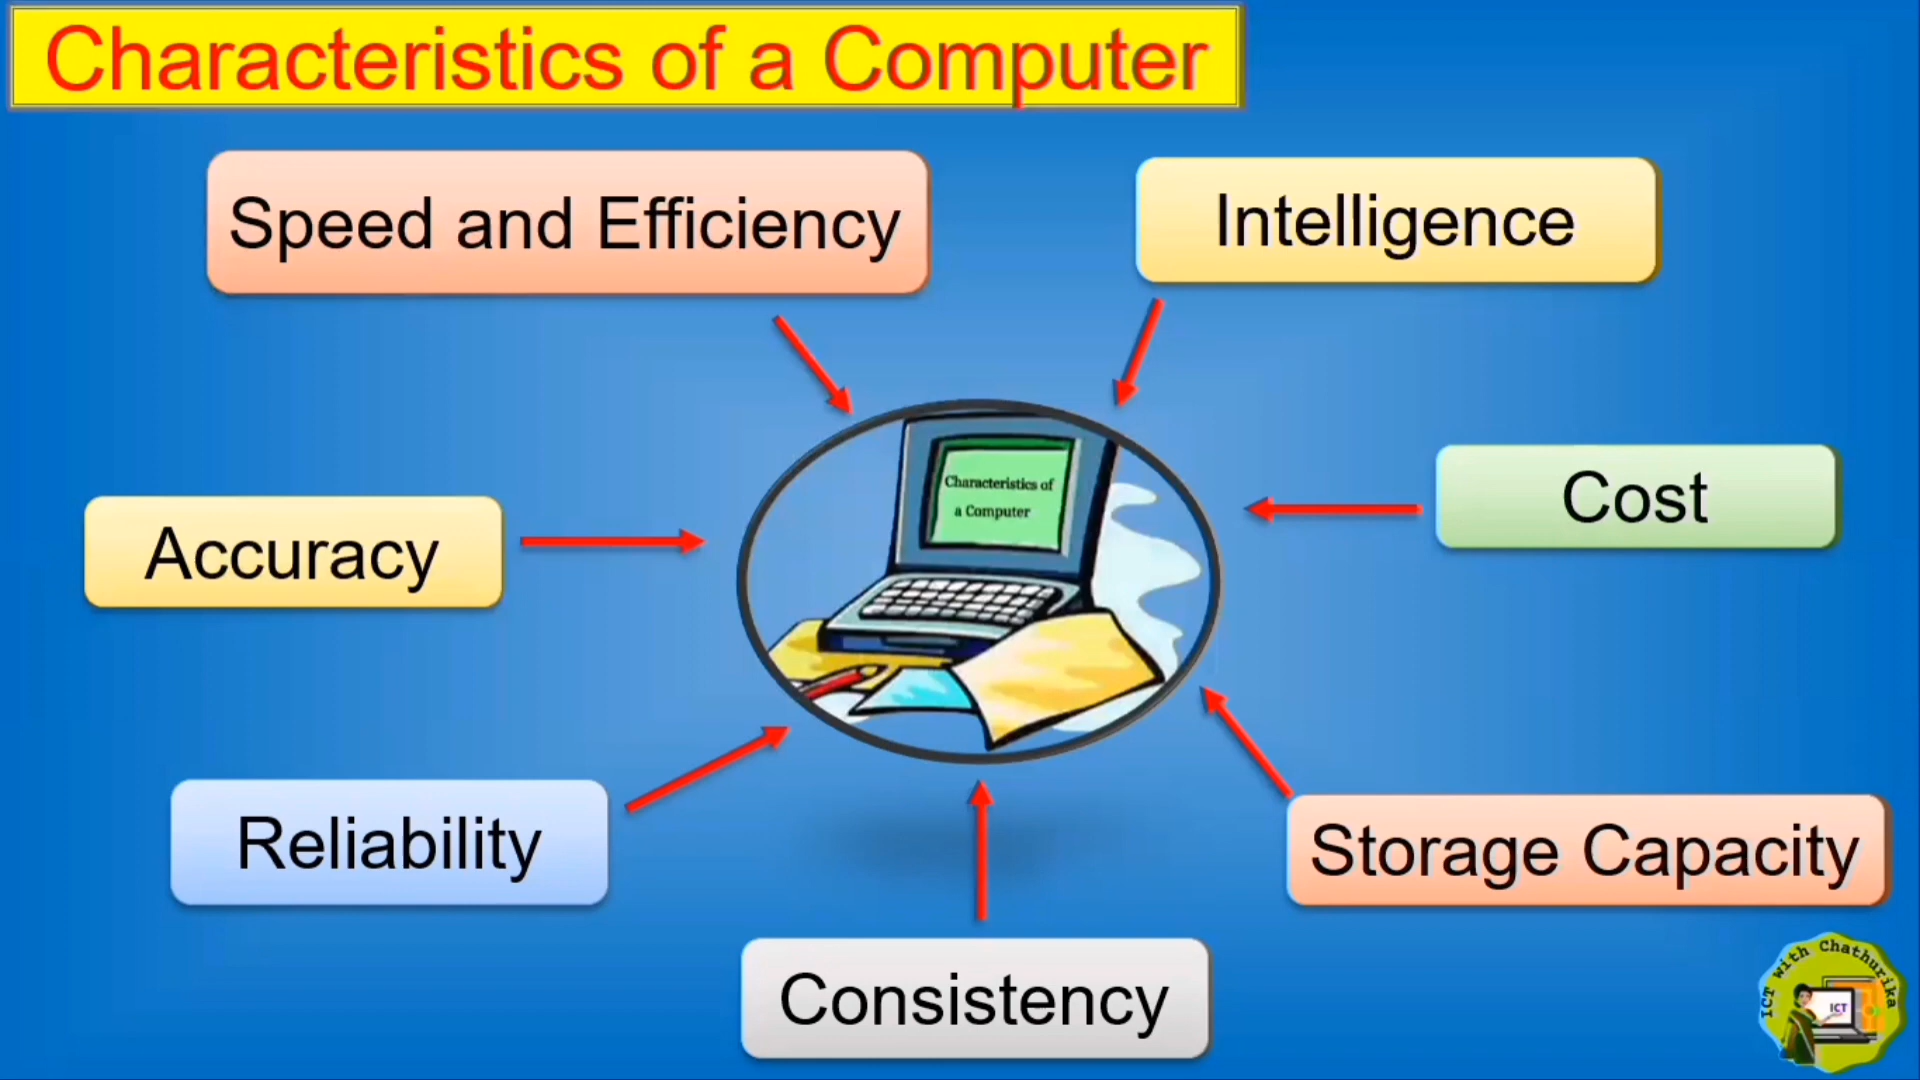 Characteristics of a Computer
Speed and Efficiency
Intelligence
Characteristics of
a Computer
Cost
Accuracy
Reliability
Storage Capacity
Consistency
ICT with Chathurika
ICT